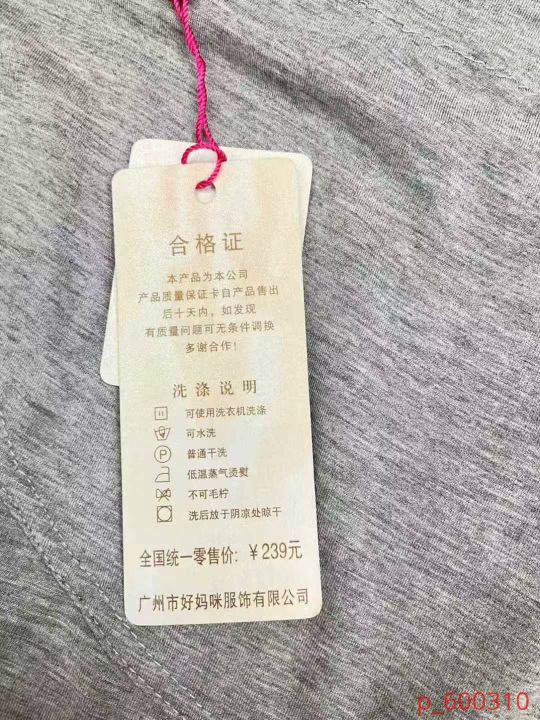 合格证
本产品为本公司
产品质量保证卡自产品售出
后十天内，如发现
有质量问题可无条件调换
多谢合作！
洗涤说明
可使用洗衣机洗涤
可水洗
P 普通干洗
低温蒸气烫熨
不可毛柠
洗后放于阴凉处晾干
全国统一零售价: ￥239元
广州市好妈咪服饰有限公司
p_600310